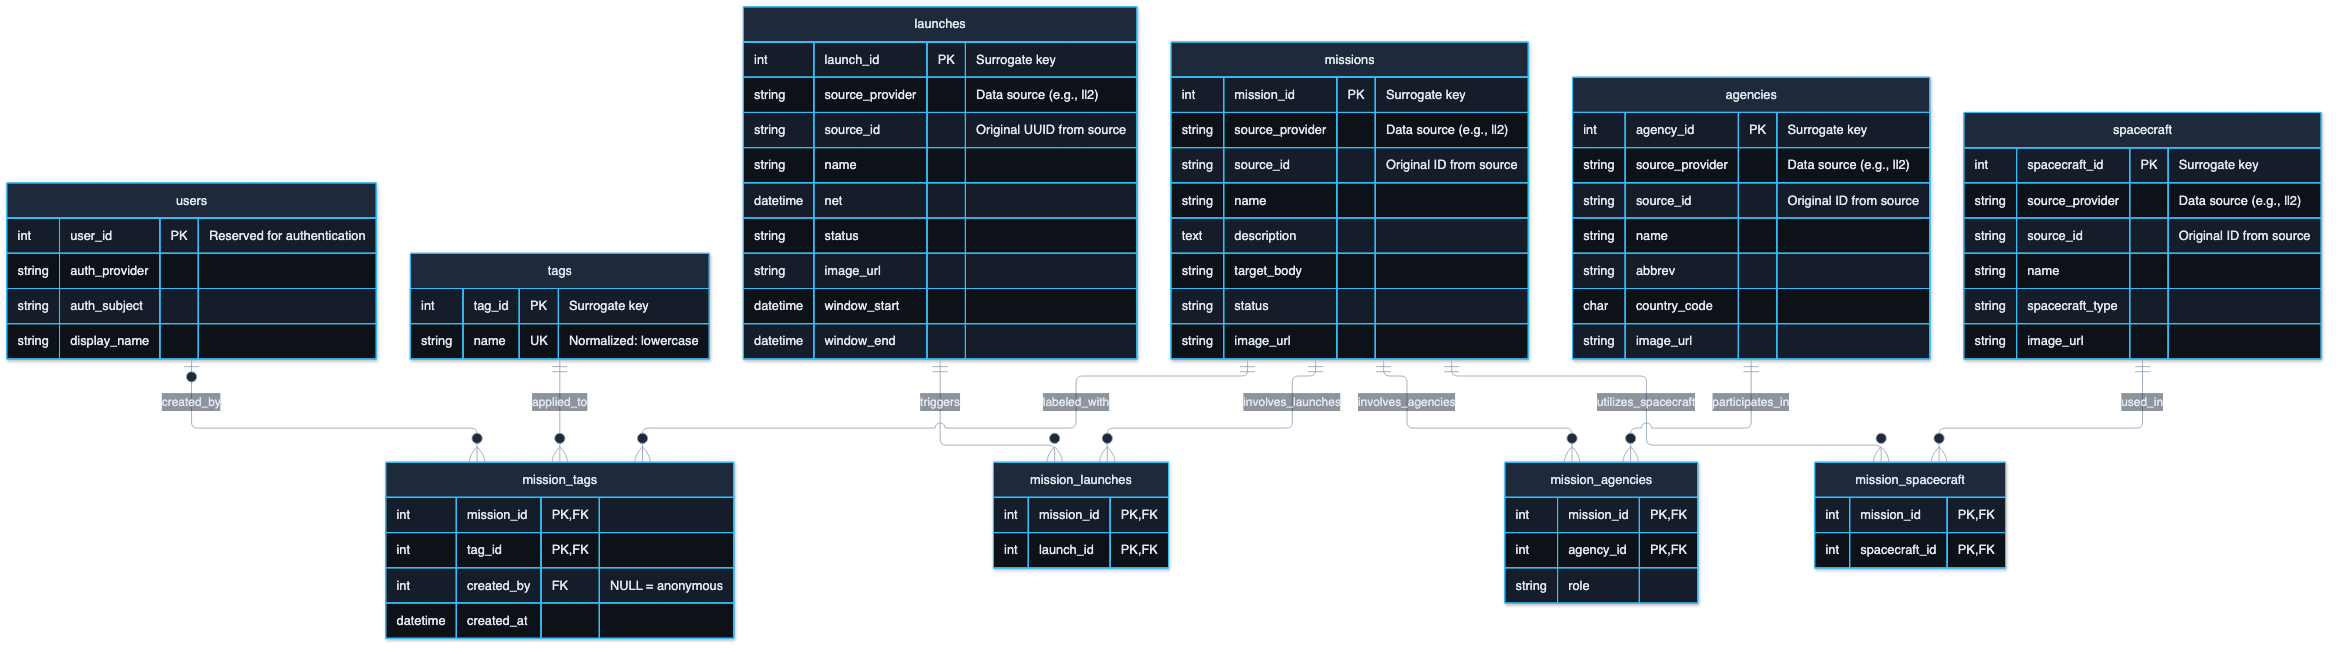 launches
int launch_id PK Surrogate key
string source_provider Data source (e.g., ll2)
string source_id Original UUID from source
string name
datetime net
string status
string image_url
datetime window_start
datetime window_end
missions
int mission_id PK Surrogate key
string source_provider Data source (e.g., ll2)
string source_id Original ID from source
string name
text description
string target_body
string status
string image_url
agencies
int agency_id PK Surrogate key
string source_provider Data source (e.g., ll2)
string source_id Original ID from source
string name
string abbrev
char country_code
string image_url
spacecraft
int spacecraft_id PK Surrogate key
string source_provider Data source (e.g., ll2)
string source_id Original ID from source
string name
string spacecraft_type
string image_url
users
int user_id PK Reserved for authentication
string auth_provider
string auth_subject
string display_name
tags
int tag_id PK Surrogate key
string name UK Normalized: lowercase
created_by
applied_to
triggers
labeled_with
involves_launches
involves_agencies
utilizes_spacecraft
participates_in
used_in
mission_tags
int mission_id PK,FK
int tag_id PK,FK
int created_by FK NULL = anonymous
datetime created_at
mission_launches
int mission_id PK,FK
int launch_id PK,FK
mission_agencies
int mission_id PK,FK
int agency_id PK,FK
string role
mission_spacecraft
int mission_id PK,FK
int spacecraft_id PK,FK